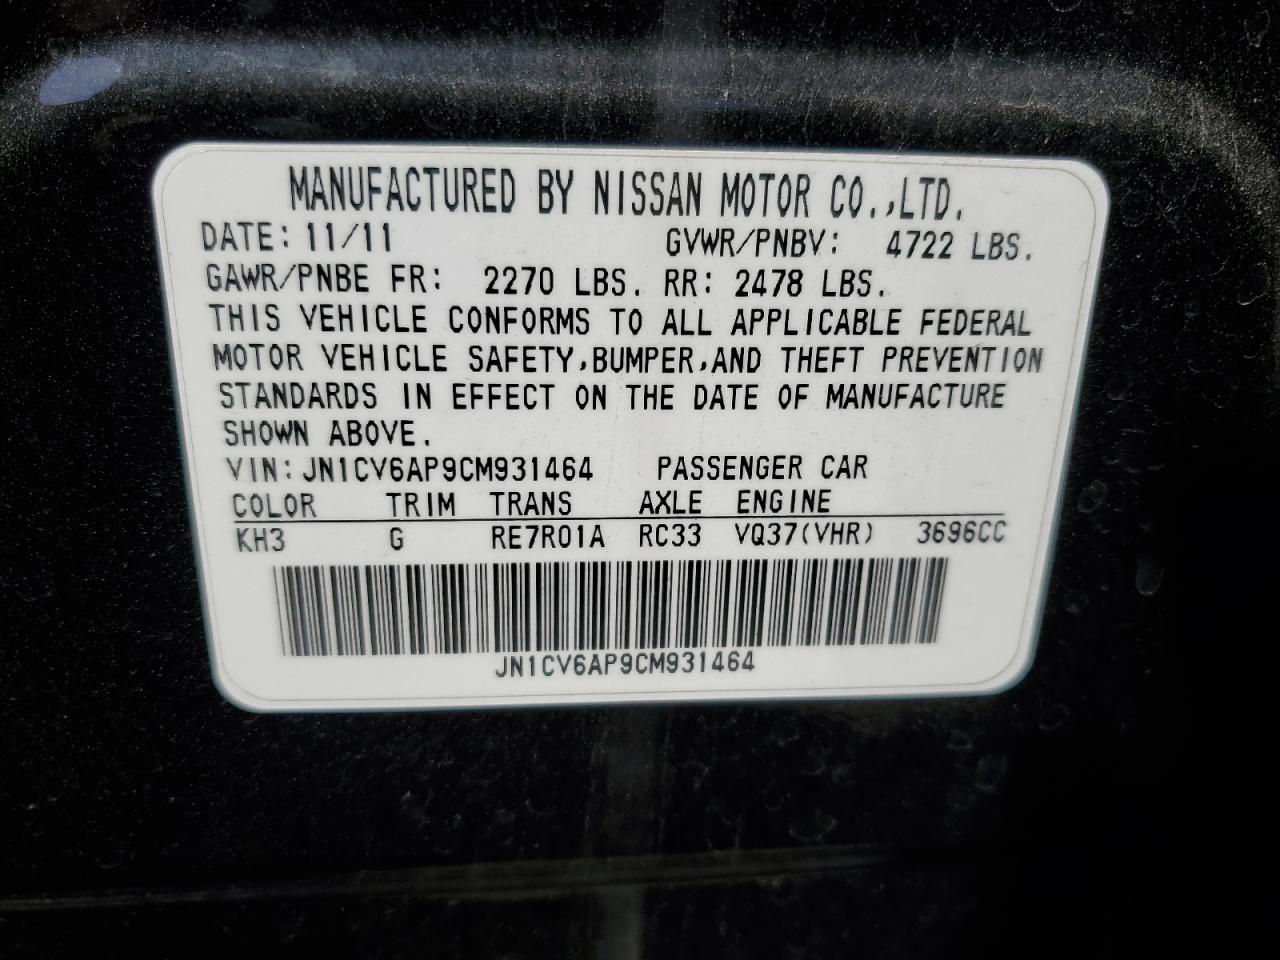 MANUFACTURED BY NISSAN MOTOR CO.,LTD.
DATE: 11/11 GVWR/PNBV: 4722 LBS.
GAWR/PNBE FR: 2270 LBS. RR: 2478 LBS.
THIS VEHICLE CONFORMS TO ALL APPLICABLE FEDERAL
MOTOR VEHICLE SAFETY,BUMPER,AND THEFT PREVENTION
STANDARDS IN EFFECT ON THE DATE OF MANUFACTURE
SHOWN ABOVE.
VIN: JN1CV6AP9CM931464 PASSENGER CAR
COLOR TRIM TRANS AXLE ENGINE
KH3 G RE7R01A RC33 VQ37(VHR) 3696CC
JN1CV6AP9CM931464